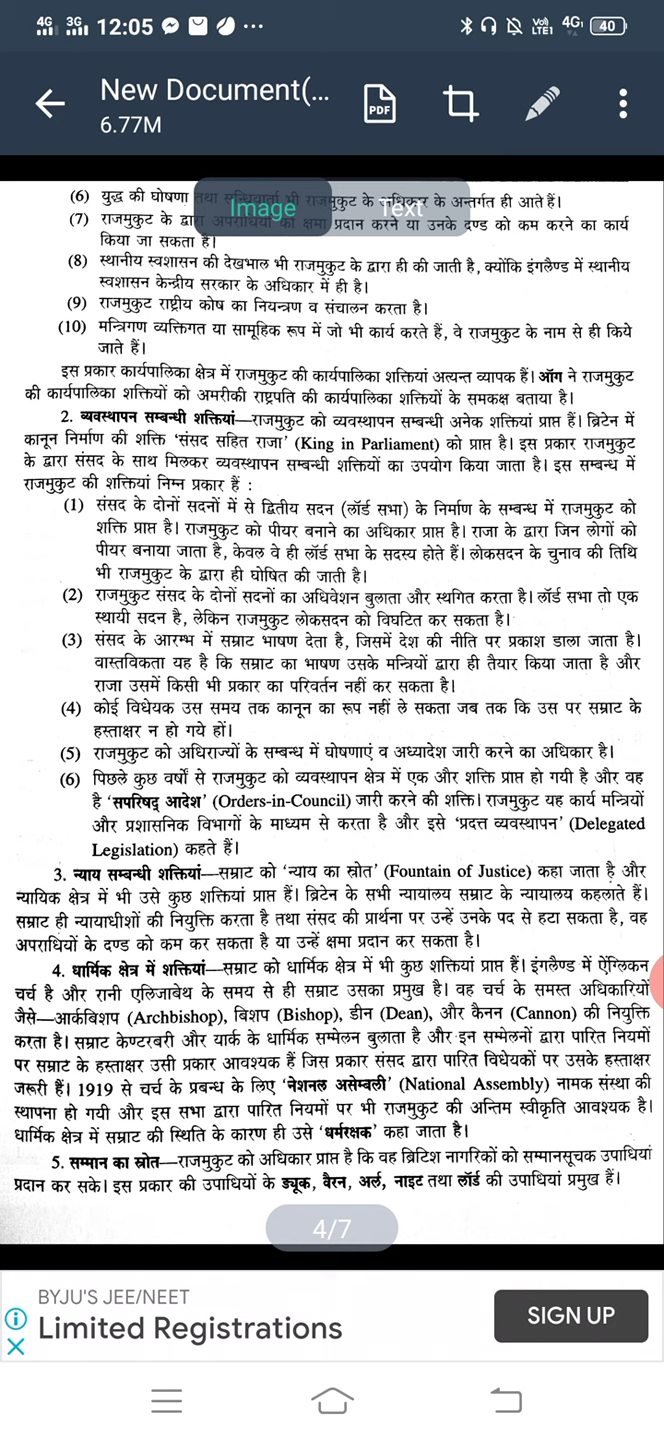 4G 3G 12:05 ... Vo) LTE1 4G 40
New Document(...
6.77M
PDF
(6) युद्ध की घोषणा तथा सन्धिवार्ता भी राजमुकुट के अधिकार के अन्तर्गत ही आते हैं।
Image Text
(7) राजमुकुट के द्वारा अपराधियों को क्षमा प्रदान करने या उनके दण्ड को कम करने का कार्य
किया जा सकता है।
(8) स्थानीय स्वशासन की देखभाल भी राजमुकुट के द्वारा ही की जाती है, क्योंकि इंगलैण्ड में स्थानीय
स्वशासन केन्द्रीय सरकार के अधिकार में ही है।
(9) राजमुकुट राष्ट्रीय कोष का नियन्त्रण व संचालन करता है।
(10) मन्त्रिगण व्यक्तिगत या सामूहिक रूप में जो भी कार्य करते हैं, वे राजमुकुट के नाम से ही किये
जाते हैं।
इस प्रकार कार्यपालिका क्षेत्र में राजमुकुट की कार्यपालिका शक्तियां अत्यन्त व्यापक हैं। ऑग ने राजमुकुट
की कार्यपालिका शक्तियों को अमरीकी राष्ट्रपति की कार्यपालिका शक्तियों के समकक्ष बताया है।
2. व्यवस्थापन सम्बन्धी शक्तियां—राजमुकुट को व्यवस्थापन सम्बन्धी अनेक शक्तियां प्राप्त हैं। ब्रिटेन में
कानून निर्माण की शक्ति 'संसद सहित राजा' (King in Parliament) को प्राप्त है। इस प्रकार राजमुकुट
के द्वारा संसद के साथ मिलकर व्यवस्थापन सम्बन्धी शक्तियों का उपयोग किया जाता है। इस सम्बन्ध में
राजमुकुट की शक्तियां निम्न प्रकार हैं :
(1) संसद के दोनों सदनों में से द्वितीय सदन (लॉर्ड सभा) के निर्माण के सम्बन्ध में राजमुकुट को
शक्ति प्राप्त है। राजमुकुट को पीयर बनाने का अधिकार प्राप्त है। राजा के द्वारा जिन लोगों को
पीयर बनाया जाता है, केवल वे ही लॉर्ड सभा के सदस्य होते हैं। लोकसदन के चुनाव की तिथि
भी राजमुकुट के द्वारा ही घोषित की जाती है।
(2) राजमुकुट संसद के दोनों सदनों का अधिवेशन बुलाता और स्थगित करता है। लॉर्ड सभा तो एक
स्थायी सदन है, लेकिन राजमुकुट लोकसदन को विघटित कर सकता है।
(3) संसद के आरम्भ में सम्राट भाषण देता है, जिसमें देश की नीति पर प्रकाश डाला जाता है।
वास्तविकता यह है कि सम्राट का भाषण उसके मन्त्रियों द्वारा ही तैयार किया जाता है और
राजा उसमें किसी भी प्रकार का परिवर्तन नहीं कर सकता है।
(4) कोई विधेयक उस समय तक कानून का रूप नहीं ले सकता जब तक कि उस पर सम्राट के
हस्ताक्षर न हो गये हों।
(5) राजमुकुट को अधिराज्यों के सम्बन्ध में घोषणाएं व अध्यादेश जारी करने का अधिकार है।
(6) पिछले कुछ वर्षों से राजमुकुट को व्यवस्थापन क्षेत्र में एक और शक्ति प्राप्त हो गयी है और वह
है 'सपरिषद् आदेश' (Orders-in-Council) जारी करने की शक्ति। राजमुकुट यह कार्य मन्त्रियों
और प्रशासनिक विभागों के माध्यम से करता है और इसे 'प्रदत्त व्यवस्थापन' (Delegated
Legislation) कहते हैं।
3. न्याय सम्बन्धी शक्तियां—सम्राट को 'न्याय का स्रोत' (Fountain of Justice) कहा जाता है और
न्यायिक क्षेत्र में भी उसे कुछ शक्तियां प्राप्त हैं। ब्रिटेन के सभी न्यायालय सम्राट के न्यायालय कहलाते हैं।
सम्राट ही न्यायाधीशों की नियुक्ति करता है तथा संसद की प्रार्थना पर उन्हें उनके पद से हटा सकता है, वह
अपराधियों के दण्ड को कम कर सकता है या उन्हें क्षमा प्रदान कर सकता है।
4. धार्मिक क्षेत्र में शक्तियां—सम्राट को धार्मिक क्षेत्र में भी कुछ शक्तियां प्राप्त हैं। इंगलैण्ड में ऐंग्लिकन
चर्च है और रानी एलिजाबेथ के समय से ही सम्राट उसका प्रमुख है। वह चर्च के समस्त अधिकारियों
जैसे—आर्कबिशप (Archbishop), बिशप (Bishop), डीन (Dean), और कैनन (Cannon) की नियुक्ति
करता है। सम्राट केण्टरबरी और यार्क के धार्मिक सम्मेलन बुलाता है और इन सम्मेलनों द्वारा पारित नियमों
पर सम्राट के हस्ताक्षर उसी प्रकार आवश्यक हैं जिस प्रकार संसद द्वारा पारित विधेयकों पर उसके हस्ताक्षर
जरूरी हैं। 1919 से चर्च के प्रबन्ध के लिए 'नेशनल असेम्बली' (National Assembly) नामक संस्था की
स्थापना हो गयी और इस सभा द्वारा पारित नियमों पर भी राजमुकुट की अन्तिम स्वीकृति आवश्यक है।
धार्मिक क्षेत्र में सम्राट की स्थिति के कारण ही उसे 'धर्मरक्षक' कहा जाता है।
5. सम्मान का स्रोत—राजमुकुट को अधिकार प्राप्त है कि वह ब्रिटिश नागरिकों को सम्मानसूचक उपाधियां
प्रदान कर सके। इस प्रकार की उपाधियों के ड्यूक, बैरन, अर्ल, नाइट तथा लॉर्ड की उपाधियां प्रमुख हैं।
4/7
BYJU'S JEE/NEET
Limited Registrations
SIGN UP